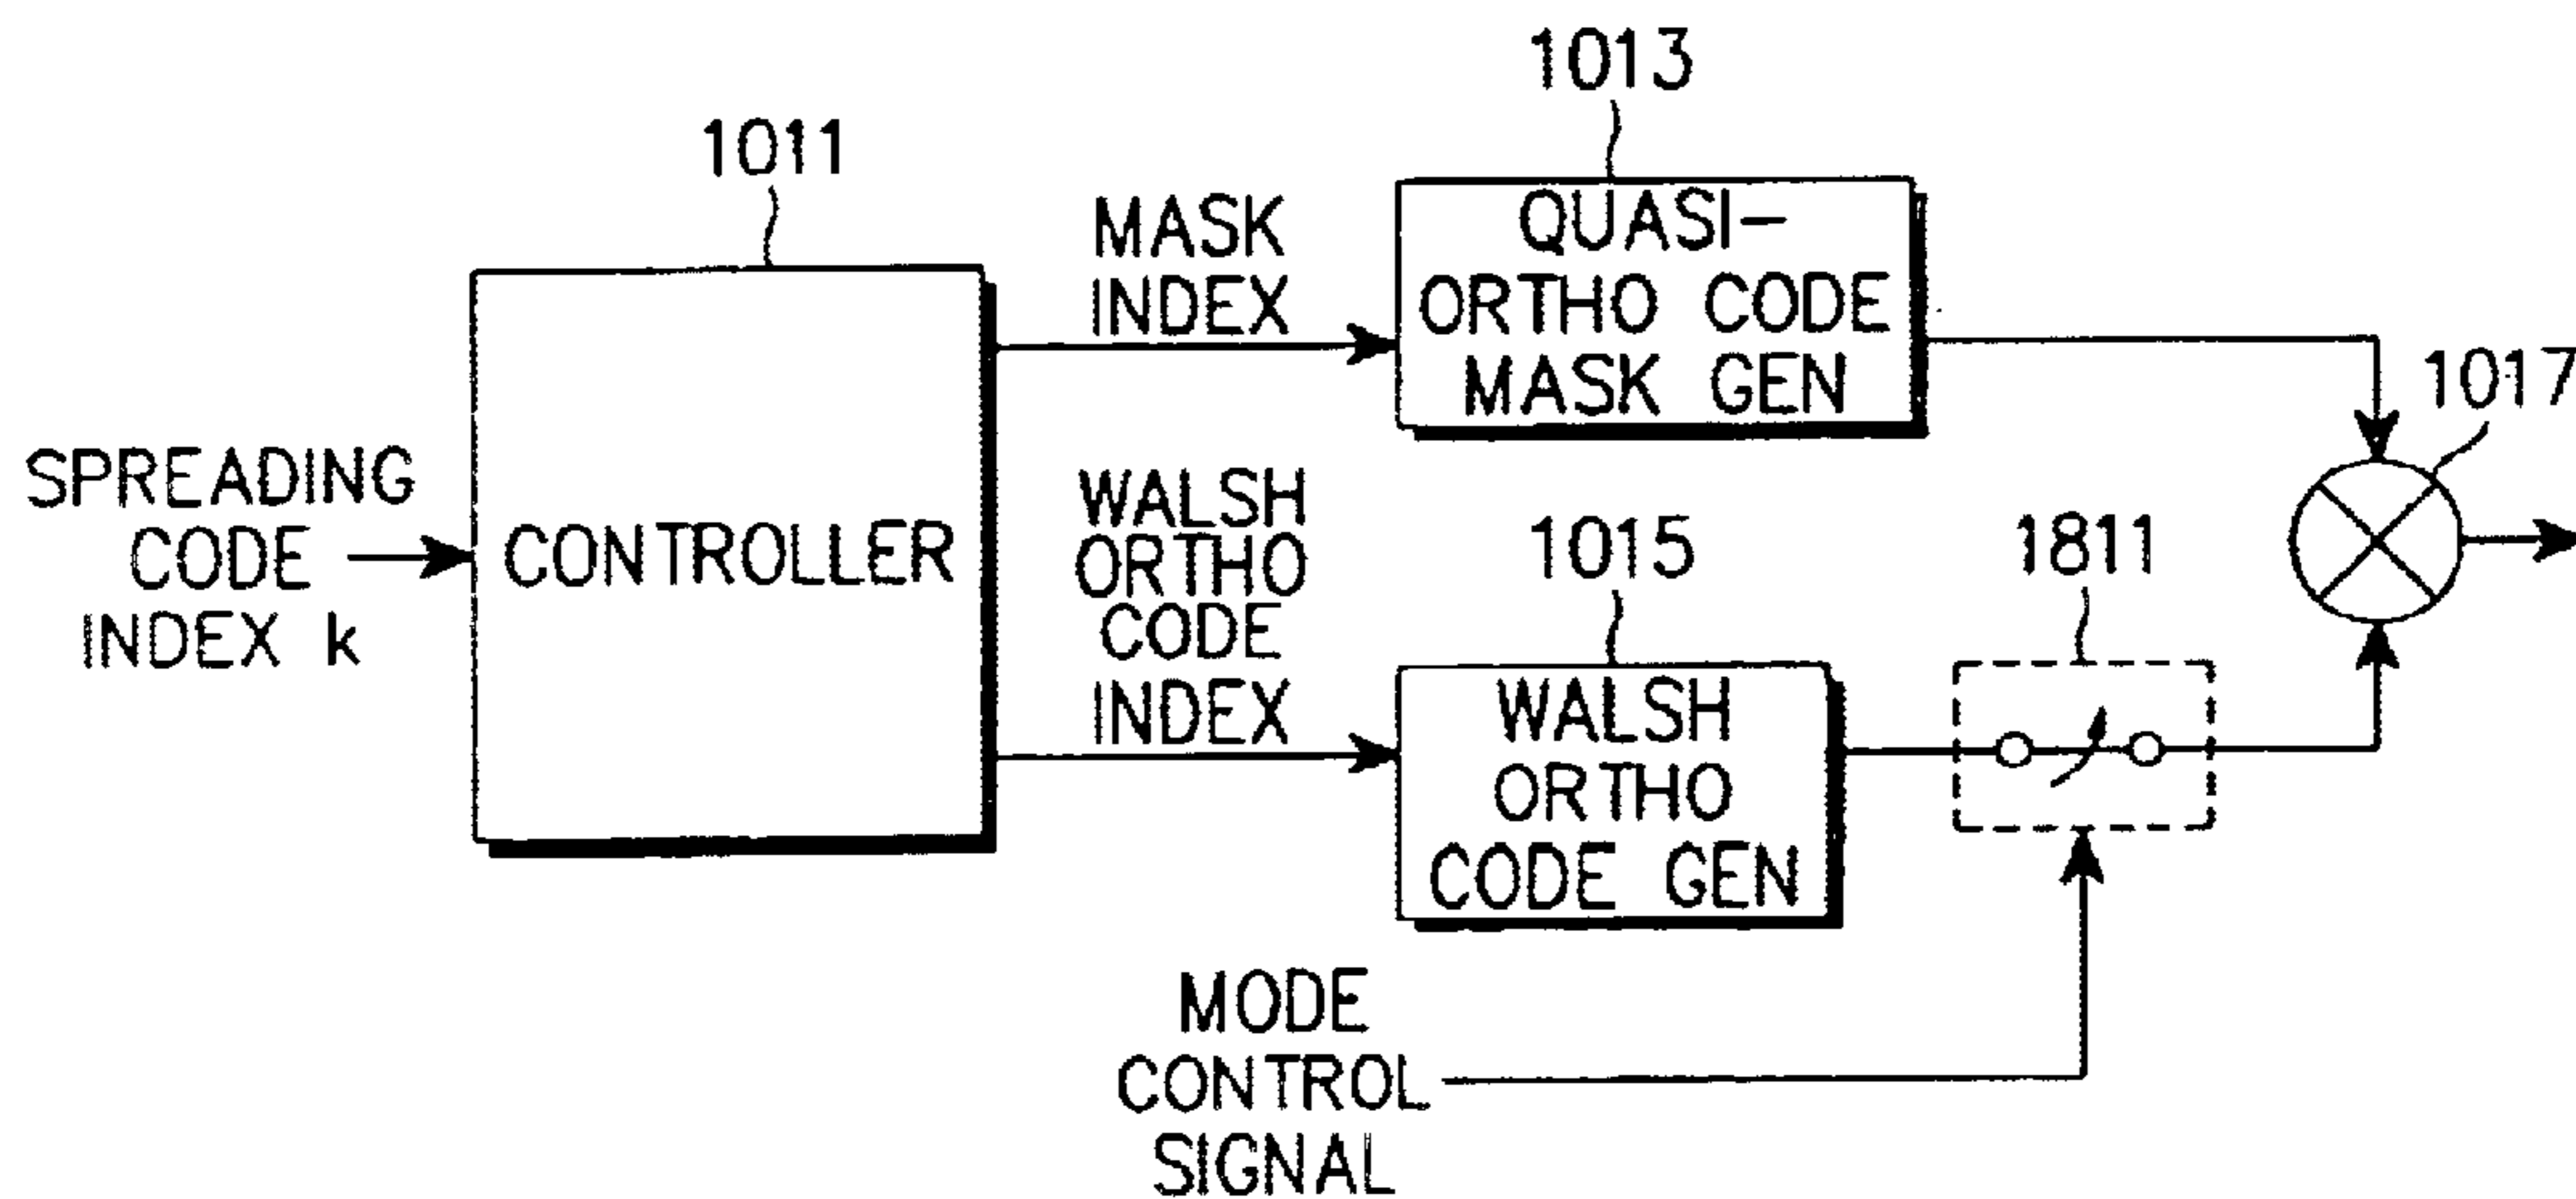 1013
1011
QUASI-
ORTHO CODE
MASK GEN
MASK
INDEX
1017
SPREADING
CODE
INDEX k
CONTROLLER
WALSH
ORTHO
CODE
INDEX
1015
1811
WALSH
ORTHO
CODE GEN
MODE
CONTROL
SIGNAL